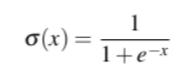 σ(x) = 1 / (1 + e^{-x})